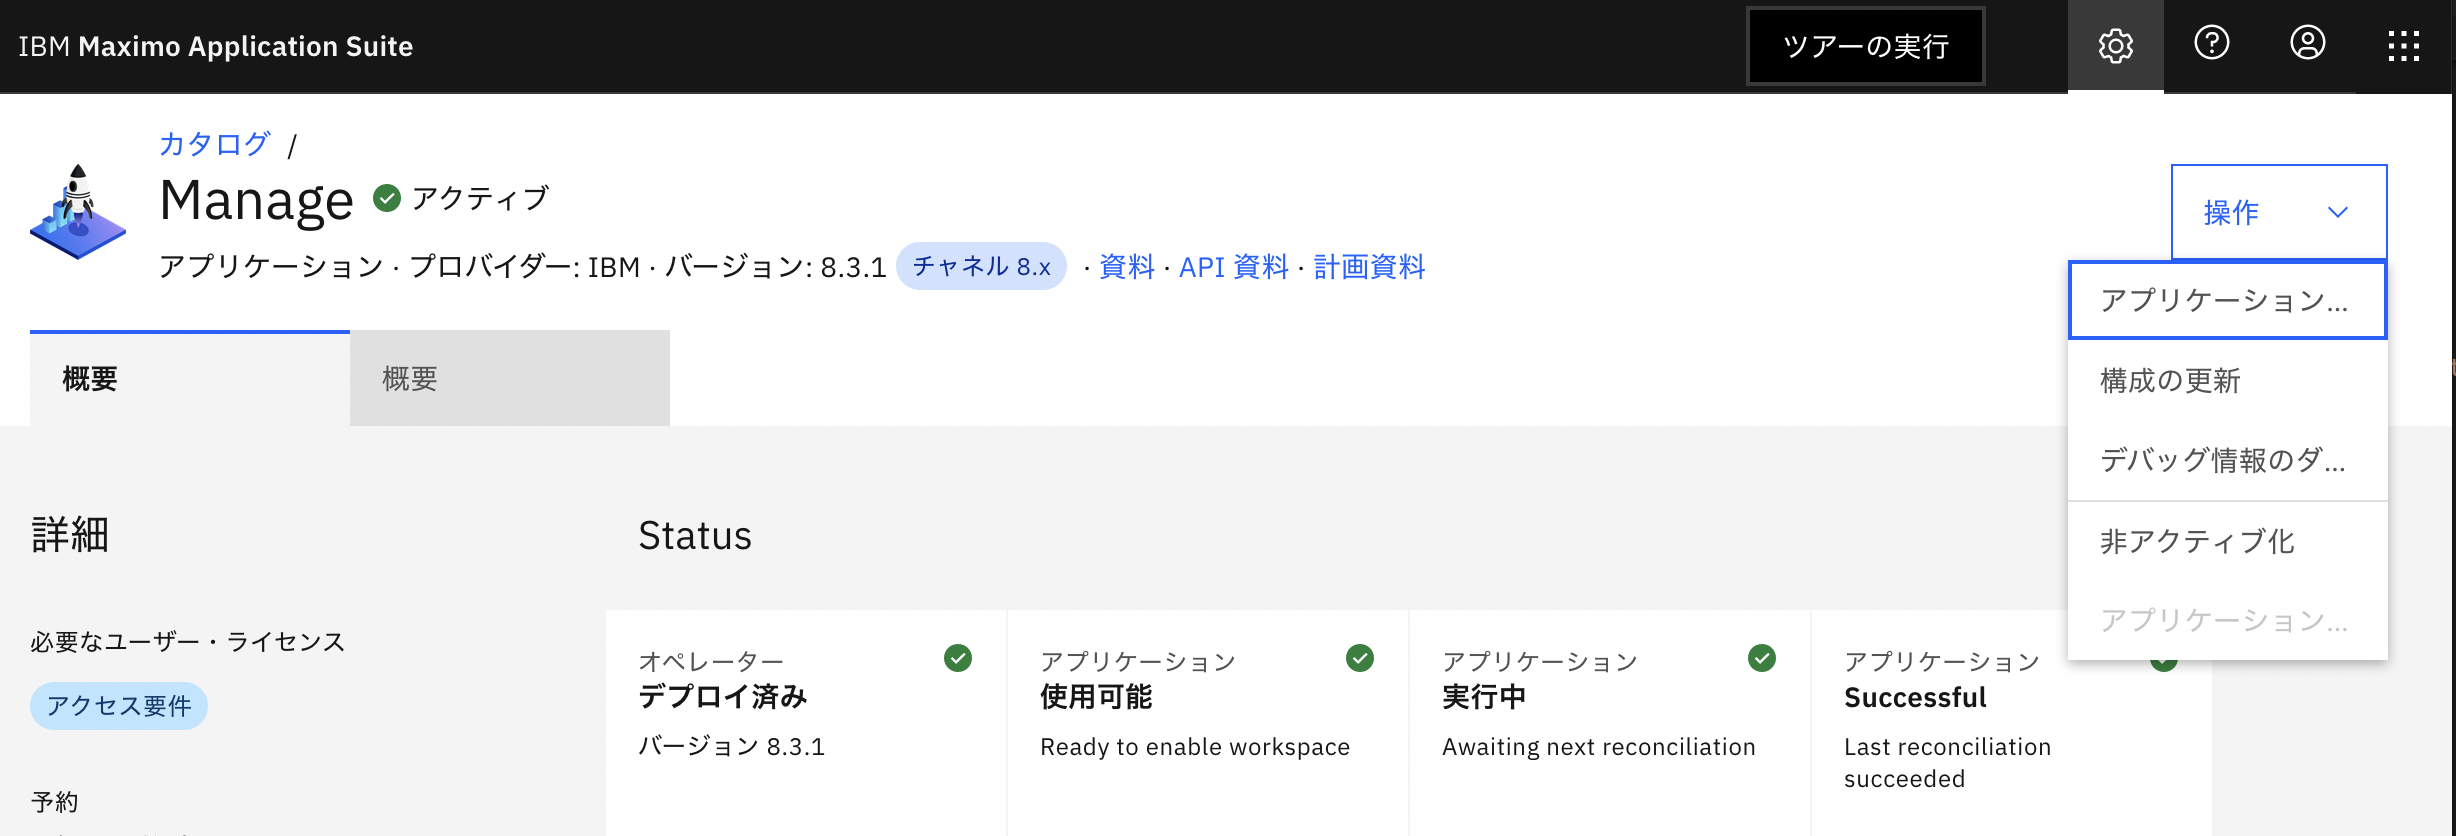 IBM Maximo Application Suite
ツアーの実行
カタログ /
Manage アクティブ
アプリケーション · プロバイダー: IBM · バージョン: 8.3.1 チャネル 8.x · 資料 · API 資料 · 計画資料
操作
アプリケーション...
構成の更新
デバッグ情報のダ...
非アクティブ化
アプリケーション...
概要
概要
詳細
必要なユーザー・ライセンス
アクセス要件
予約
Status
オペレーター
デプロイ済み
バージョン 8.3.1
アプリケーション
使用可能
Ready to enable workspace
アプリケーション
実行中
Awaiting next reconciliation
アプリケーション
Successful
Last reconciliation
succeeded